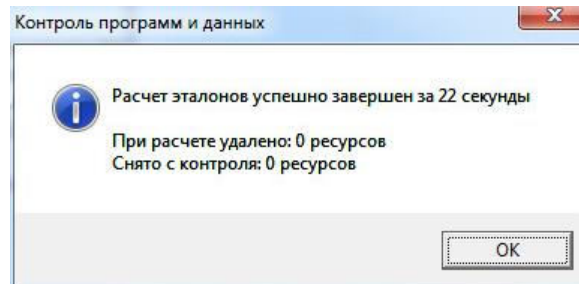 Контроль программ и данных
Расчет эталонов успешно завершен за 22 секунды
При расчете удалено: 0 ресурсов
Снято с контроля: 0 ресурсов
ОК